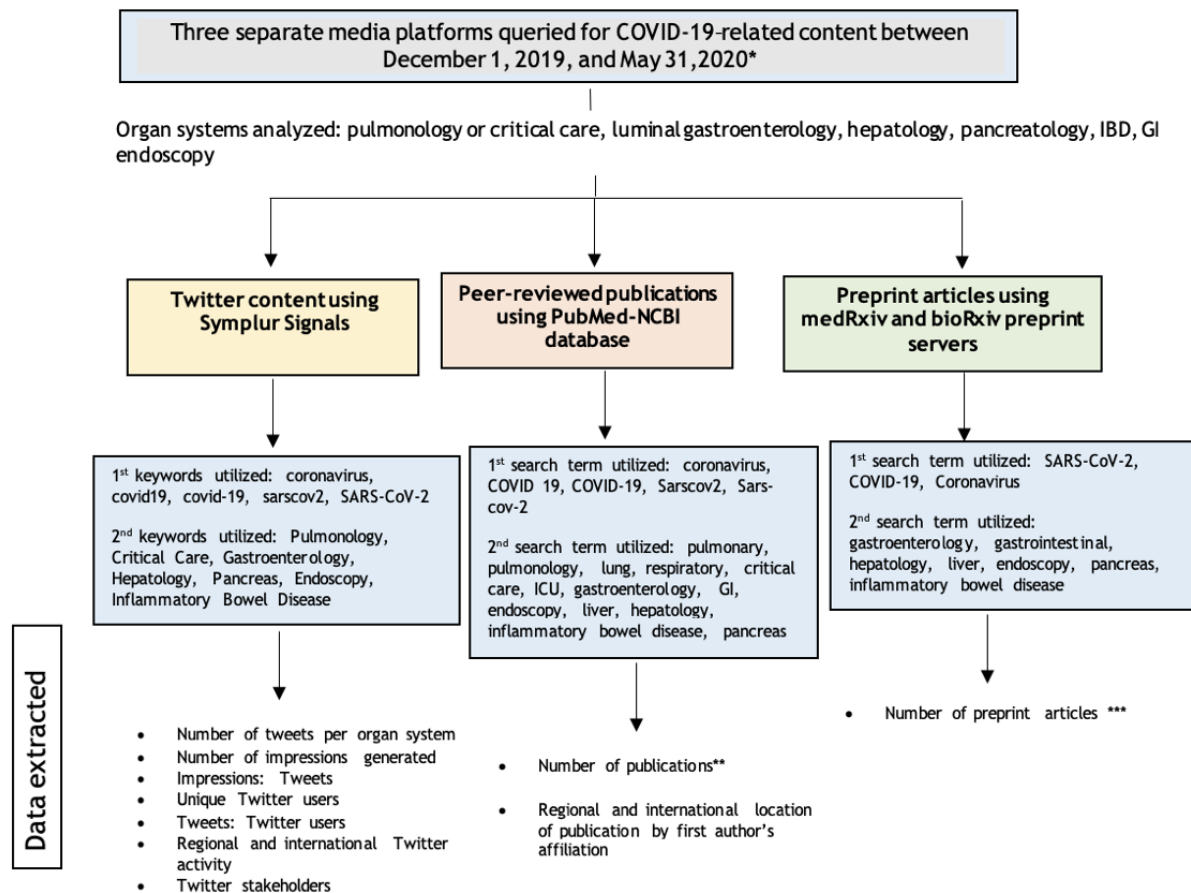 Three separate media platforms queried for COVID-19-related content between
December 1, 2019, and May 31,2020*
Organ systems analyzed: pulmonology or critical care, luminal gastroenterology, hepatology, pancreatology, IBD, GI
endoscopy
Twitter content using
Symplur Signals
Peer-reviewed publications
using PubMed-NCBI
database
Preprint articles using
medRxiv and bioRxiv preprint
servers
1st keywords utilized: coronavirus,
covid19, covid-19, sarscov2, SARS-CoV-2
2nd keywords utilized: Pulmonology,
Critical Care, Gastroenterology,
Hepatology, Pancreas, Endoscopy,
Inflammatory Bowel Disease
1st search term utilized: coronavirus,
COVID 19, COVID-19, Sarscov2, Sars-
cov-2
2nd search term utilized: pulmonary,
pulmonology, lung, respiratory, critical
care, ICU, gastroenterology, GI,
endoscopy, liver, hepatology,
inflammatory bowel disease, pancreas
1st search term utilized: SARS-CoV-2,
COVID-19, Coronavirus
2nd search term utilized:
gastroenterology, gastrointestinal,
hepatology, liver, endoscopy, pancreas,
inflammatory bowel disease
Data extracted
• Number of tweets per organ system
• Number of impressions generated
• Impressions: Tweets
• Unique Twitter users
• Tweets: Twitter users
• Regional and international Twitter
activity
• Twitter stakeholders
• Number of publications**
• Regional and international location
of publication by first author's
affiliation
• Number of preprint articles ***